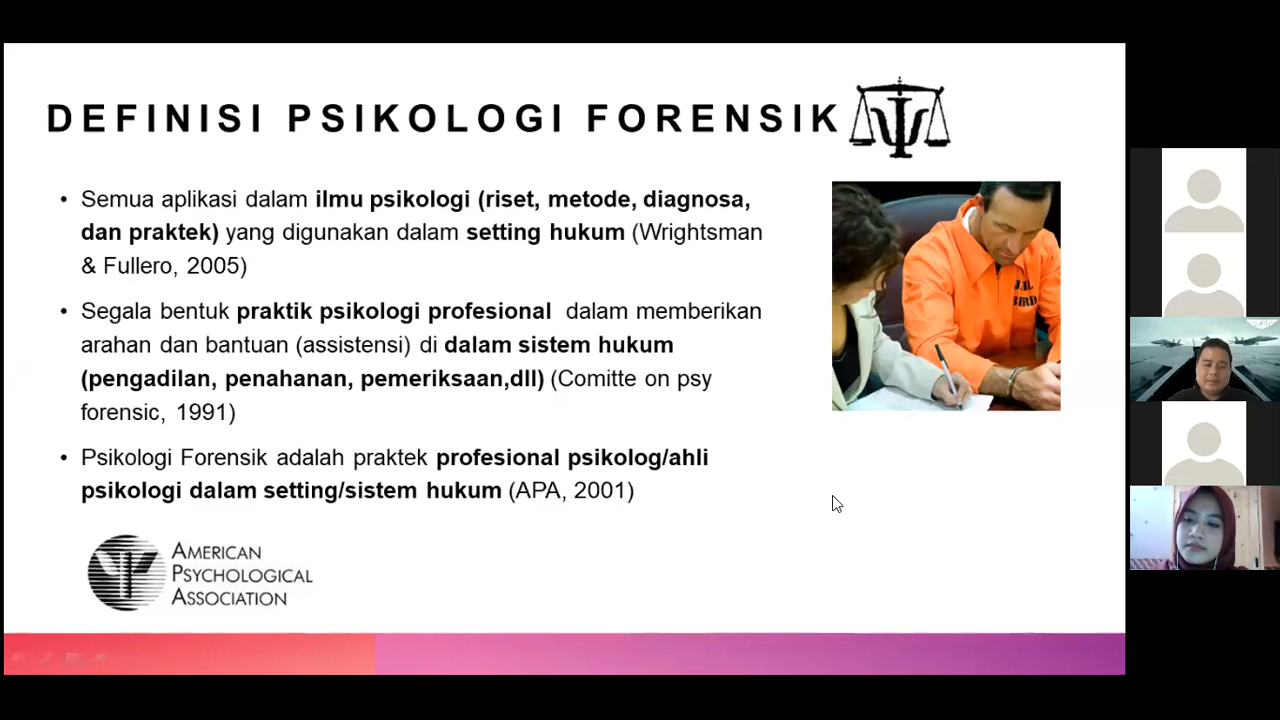 DEFINISI PSIKOLOGI FORENSIK
• Semua aplikasi dalam ilmu psikologi (riset, metode, diagnosa,
dan praktek) yang digunakan dalam setting hukum (Wrightsman
& Fullero, 2005)
• Segala bentuk praktik psikologi profesional dalam memberikan
arahan dan bantuan (assistensi) di dalam sistem hukum
(pengadilan, penahanan, pemeriksaan,dll) (Comitte on psy
forensic, 1991)
• Psikologi Forensik adalah praktek profesional psikolog/ahli
psikologi dalam setting/sistem hukum (APA, 2001)
AMERICAN
PSYCHOLOGICAL
ASSOCIATION